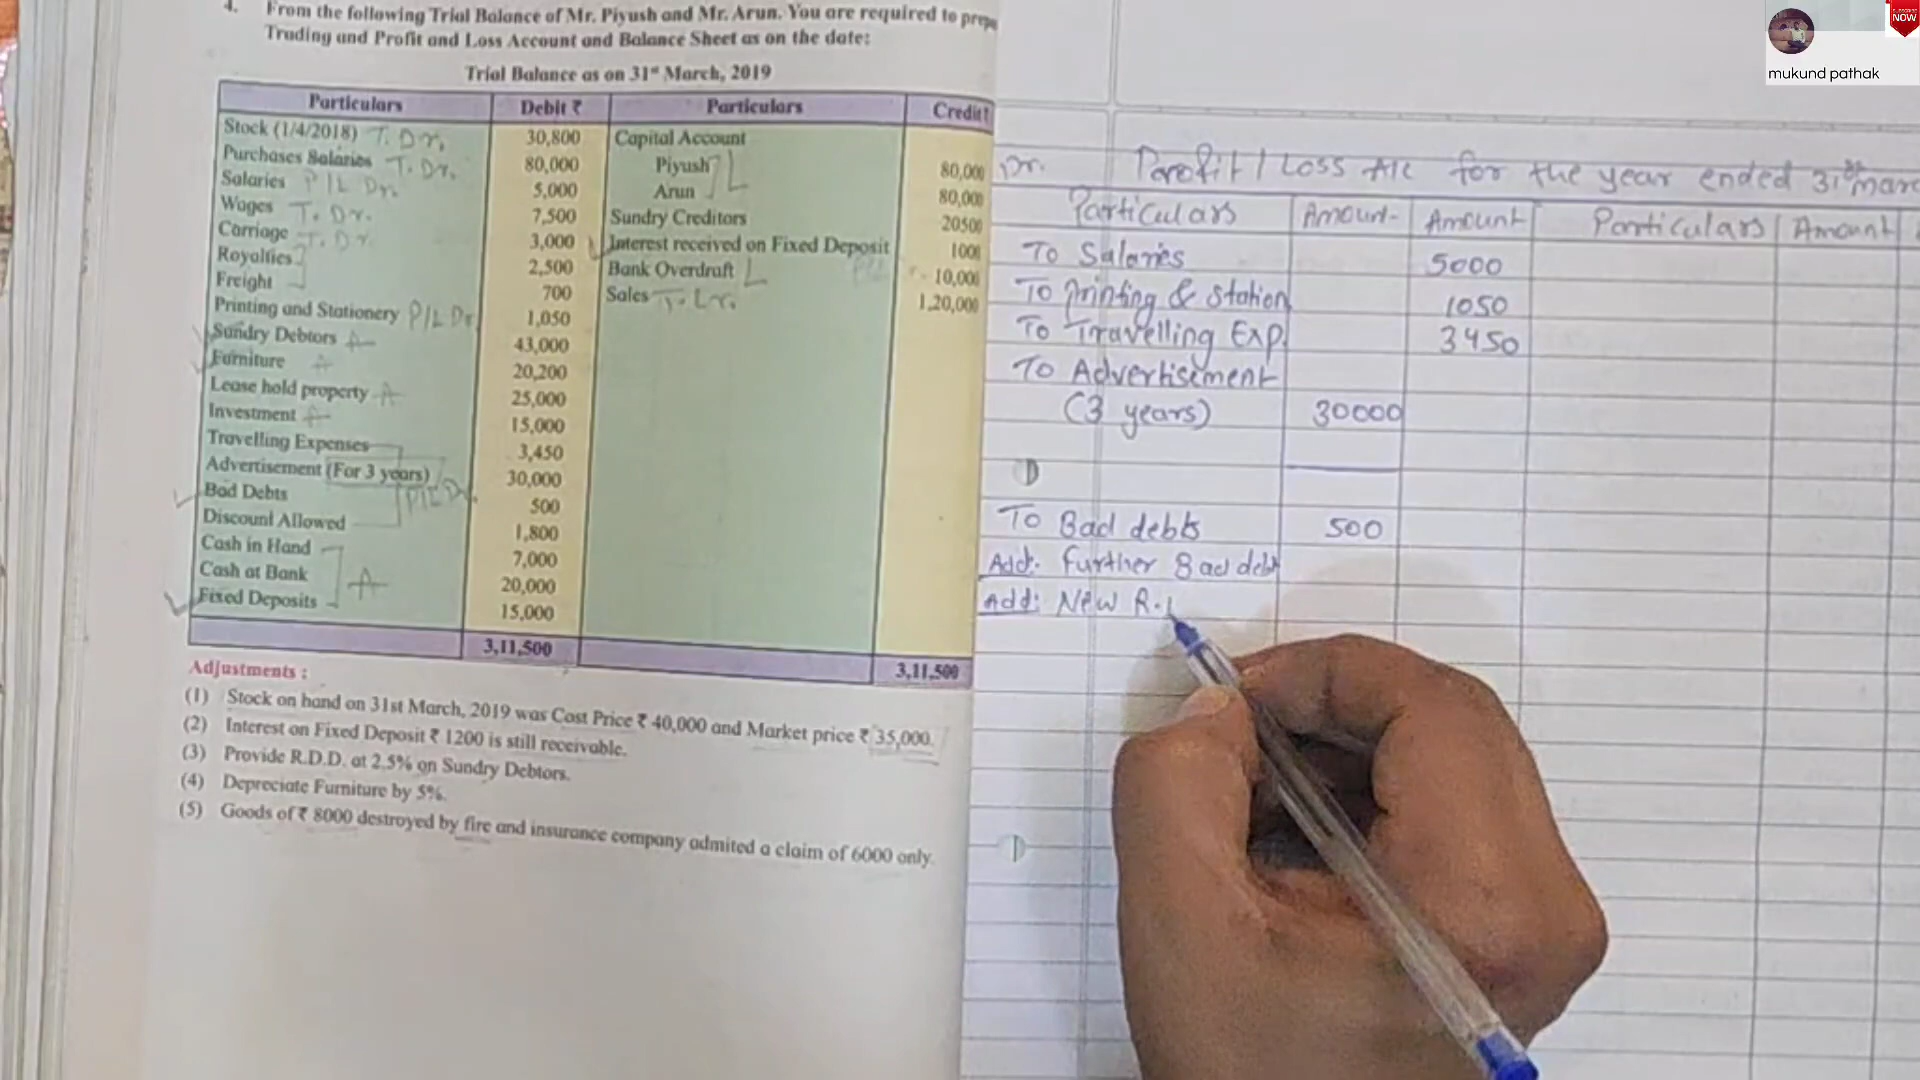 4. From the following Trial Balance of Mr. Piyush and Mr. Arun. You are required to
Trading and Profit and Loss Account and Balance Sheet as on the date:
Trial Balance as on 31st March, 2019
Particulars Debit ₹ Particulars Credit ₹
Stock (1/4/2018) T. Dr. 30,800 Capital Account
Purchases Salaries T. Dr. 80,000 Piyush L 80,000
Salaries P/L Dr. 5,000 Arun 80,000
Wages T. Dr. 7,500 Sundry Creditors 20500
Carriage T. Dr. 3,000 Interest received on Fixed Deposit 1000
Royalties 2,500 Bank Overdraft L 10,000
Freight 700 Sales T. Cr. 1,20,000
Printing and Stationery P/L Dr. 1,050
Sundry Debtors A 43,000
Furniture A 20,200
Lease hold property A 25,000
Investment A 15,000
Travelling Expenses 3,450
Advertisement (For 3 years) 30,000
Bad Debts P/L Dr. 500
Discount Allowed 1,800
Cash in Hand 7,000
Cash at Bank A 20,000
Fixed Deposits 15,000
3,11,500 3,11,500
Adjustments :
(1) Stock on hand on 31st March, 2019 was Cost Price ₹ 40,000 and Market price ₹ 35,000.
(2) Interest on Fixed Deposit ₹ 1200 is still receivable.
(3) Provide R.D.D. at 2.5% on Sundry Debtors.
(4) Depreciate Furniture by 5%.
(5) Goods of ₹ 8000 destroyed by fire and insurance company admited a claim of 6000 only.
Dr. Profit / Loss A/c for the year ended 31st
Particulars Amount Amount Particulars Amount
To Salaries 5000
To Printing & Station 1050
To Travelling Exp. 3450
To Advertisement
(3 years) 30000
To Bad debts 500
Add: Further Bad debt
Add: New R.
mukund pathak
SUBSCRIBE
NOW